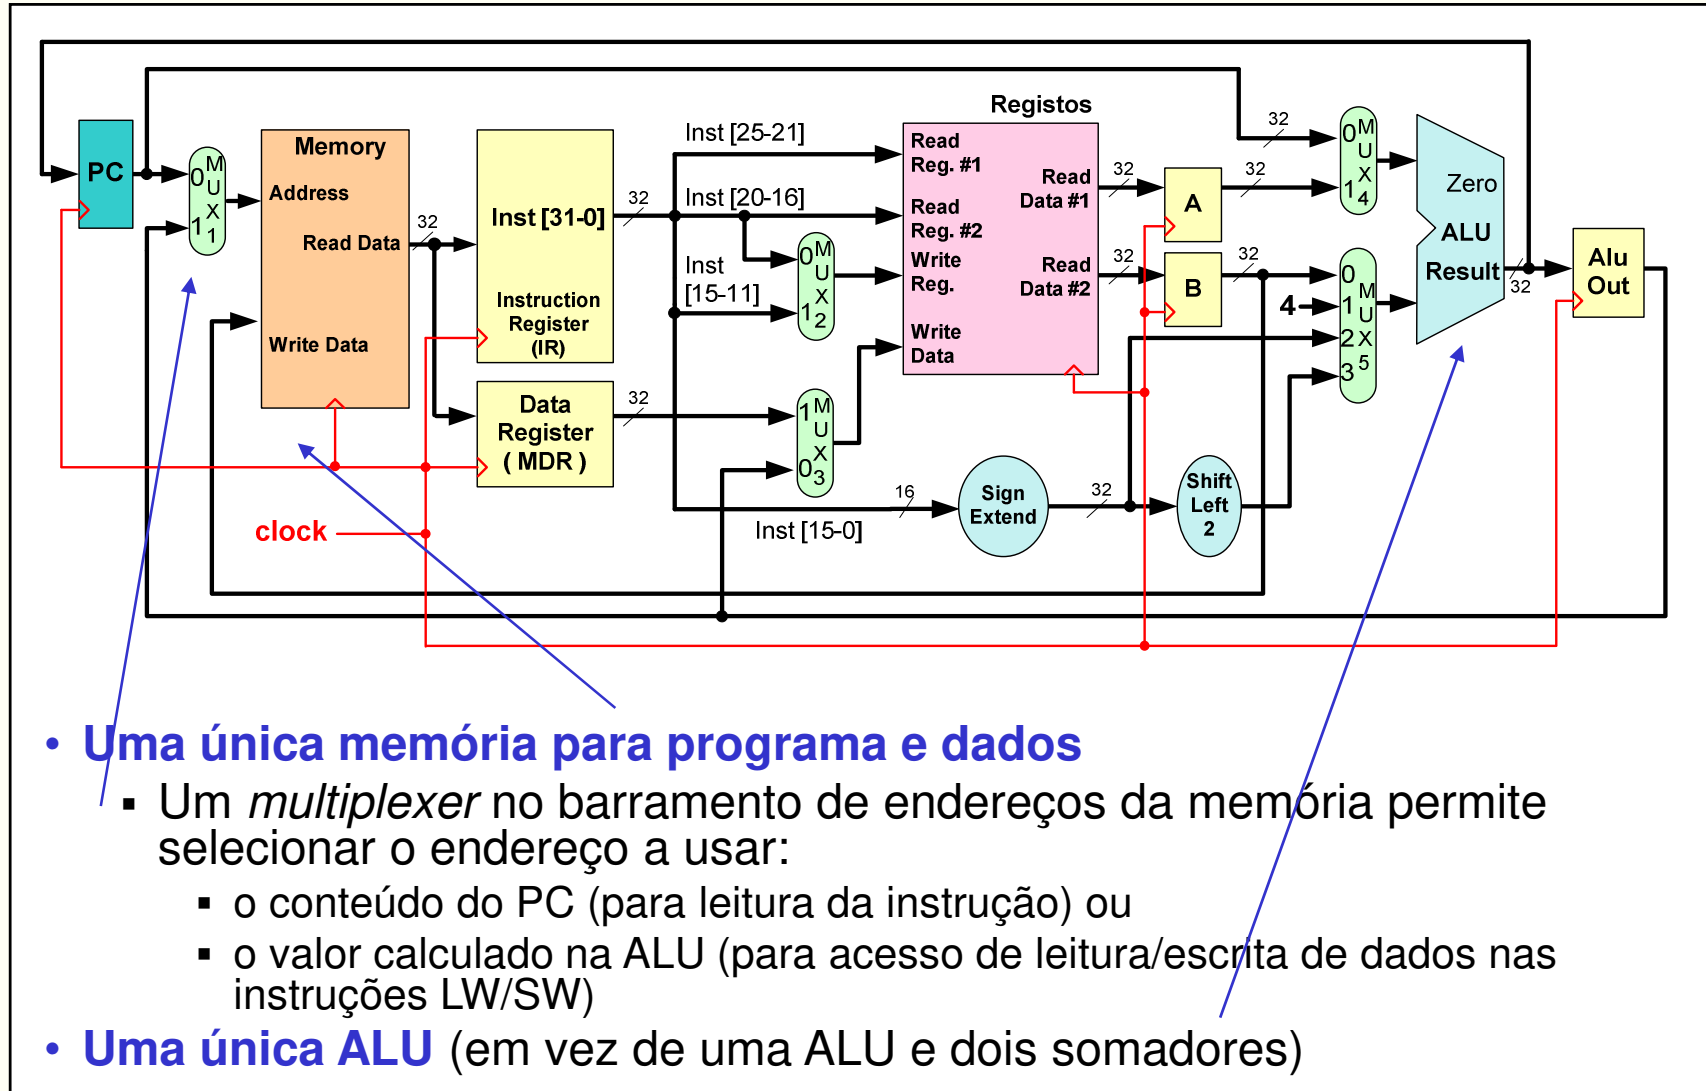 Registos
PC
0
1
M
U
X
1
Memory
Address
Read Data
Write Data
32
Inst [31-0]
Instruction
Register
(IR)
32
Data
Register
( MDR )
32
clock
Inst [25-21]
Inst [20-16]
Inst
[15-11]
0
1
M
U
X
2
1
0
M
U
X
3
Inst [15-0]
16
Read
Reg. #1
Read
Reg. #2
Write
Reg.
Write
Data
Read
Data #1
Read
Data #2
32
32
A
B
32
32
Sign
Extend
32
Shift
Left
2
32
0
1
M
U
X
4
4
0
1
2
3
M
U
X
5
Zero
ALU
Result
32
Alu
Out
• Uma única memória para programa e dados
▪ Um multiplexer no barramento de endereços da memória permite
selecionar o endereço a usar:
▪ o conteúdo do PC (para leitura da instrução) ou
▪ o valor calculado na ALU (para acesso de leitura/escrita de dados nas
instruções LW/SW)
• Uma única ALU (em vez de uma ALU e dois somadores)